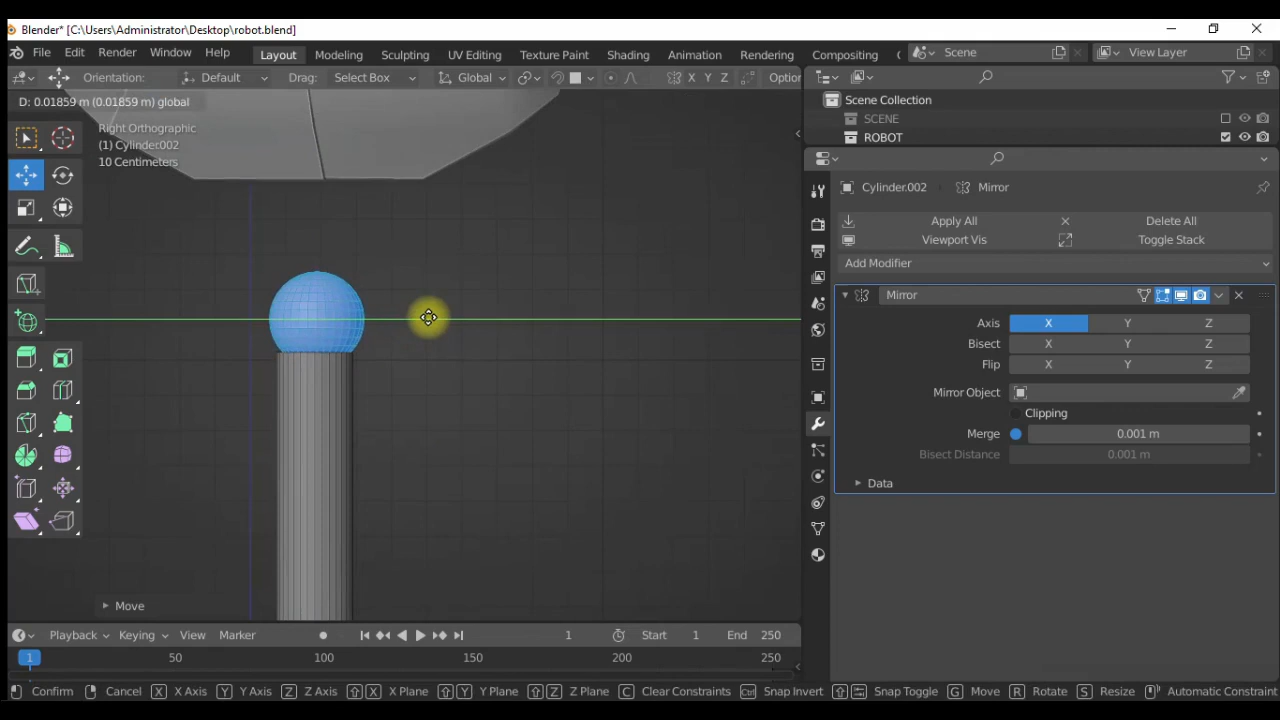 Blender* [C:\Users\Administrator\Desktop\robot.blend]
File Edit Render Window Help Layout Modeling Sculpting UV Editing Texture Paint Shading Animation Rendering Compositing Scene View Layer
Orientation: Default Drag: Select Box Global X Y Z Option
D: 0.01859 m (0.01859 m) global
Scene Collection
SCENE
ROBOT
Right Orthographic
(1) Cylinder.002
10 Centimeters
Cylinder.002 Mirror
Apply All Delete All
Viewport Vis Toggle Stack
Add Modifier
Mirror
Axis X Y Z
Bisect X Y Z
Flip X Y Z
Mirror Object
Clipping
Merge 0.001 m
Bisect Distance 0.001 m
Data
Move
Playback Keying View Marker 1 Start 1 End 250
1 50 100 150 200 250
Confirm Cancel X X Axis Y Y Axis Z Z Axis X X Plane Y Y Plane Z Z Plane C Clear Constraints Ctrl Snap Invert Snap Toggle G Move R Rotate S Resize Automatic Constraint